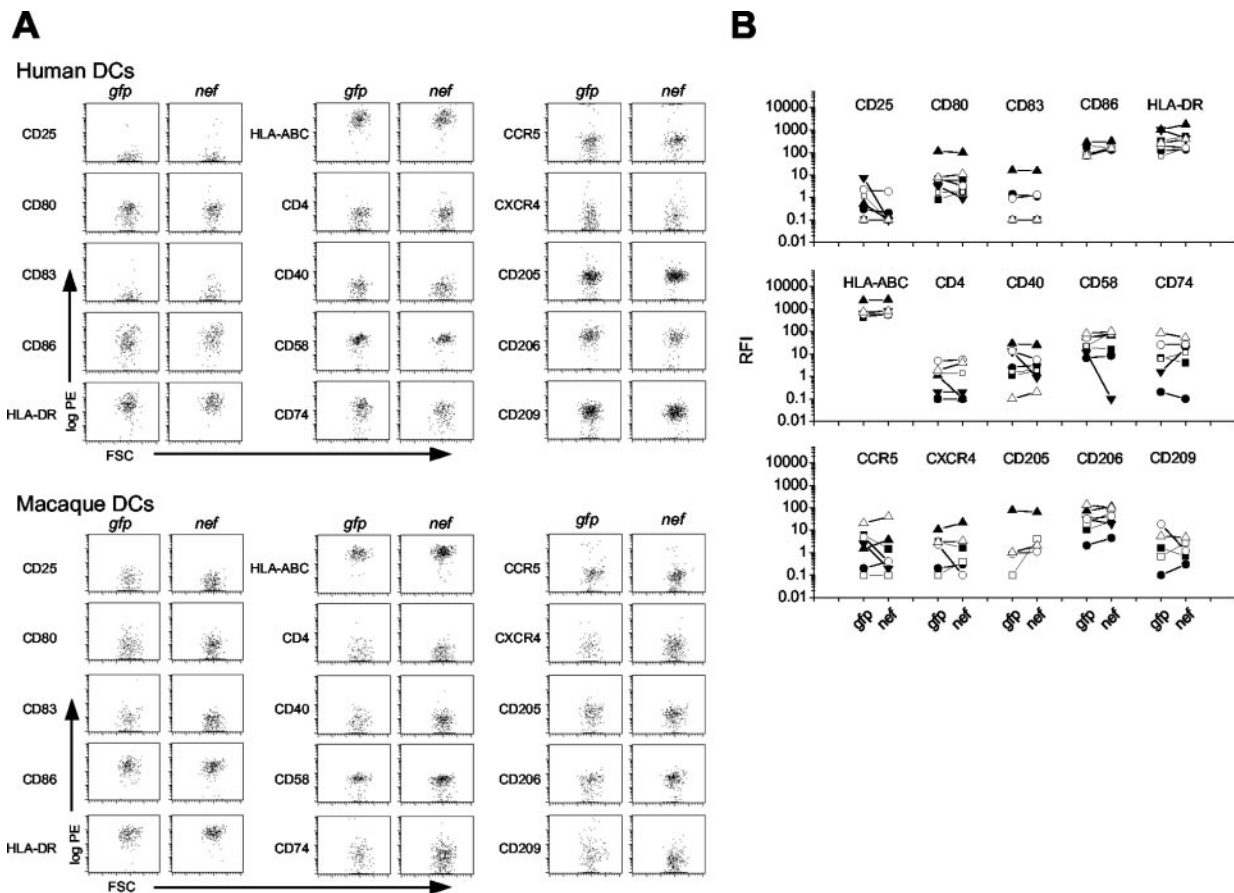 A
Human DCs
gfp nef gfp nef gfp nef
CD25 HLA-ABC CCR5
CD80 CD4 CXCR4
CD83 CD40 CD205
CD86 CD58 CD206
HLA-DR CD74 CD209
log PE
FSC
Macaque DCs
gfp nef gfp nef gfp nef
CD25 HLA-ABC CCR5
CD80 CD4 CXCR4
CD83 CD40 CD205
CD86 CD58 CD206
HLA-DR CD74 CD209
log PE
FSC
B
CD25 CD80 CD83 CD86 HLA-DR
10000
1000
100
10
1
0.1
0.01
HLA-ABC CD4 CD40 CD58 CD74
10000
1000
100
10
1
0.1
0.01
RFI
CCR5 CXCR4 CD205 CD206 CD209
10000
1000
100
10
1
0.1
0.01
gfp nef gfp nef gfp nef gfp nef gfp nef